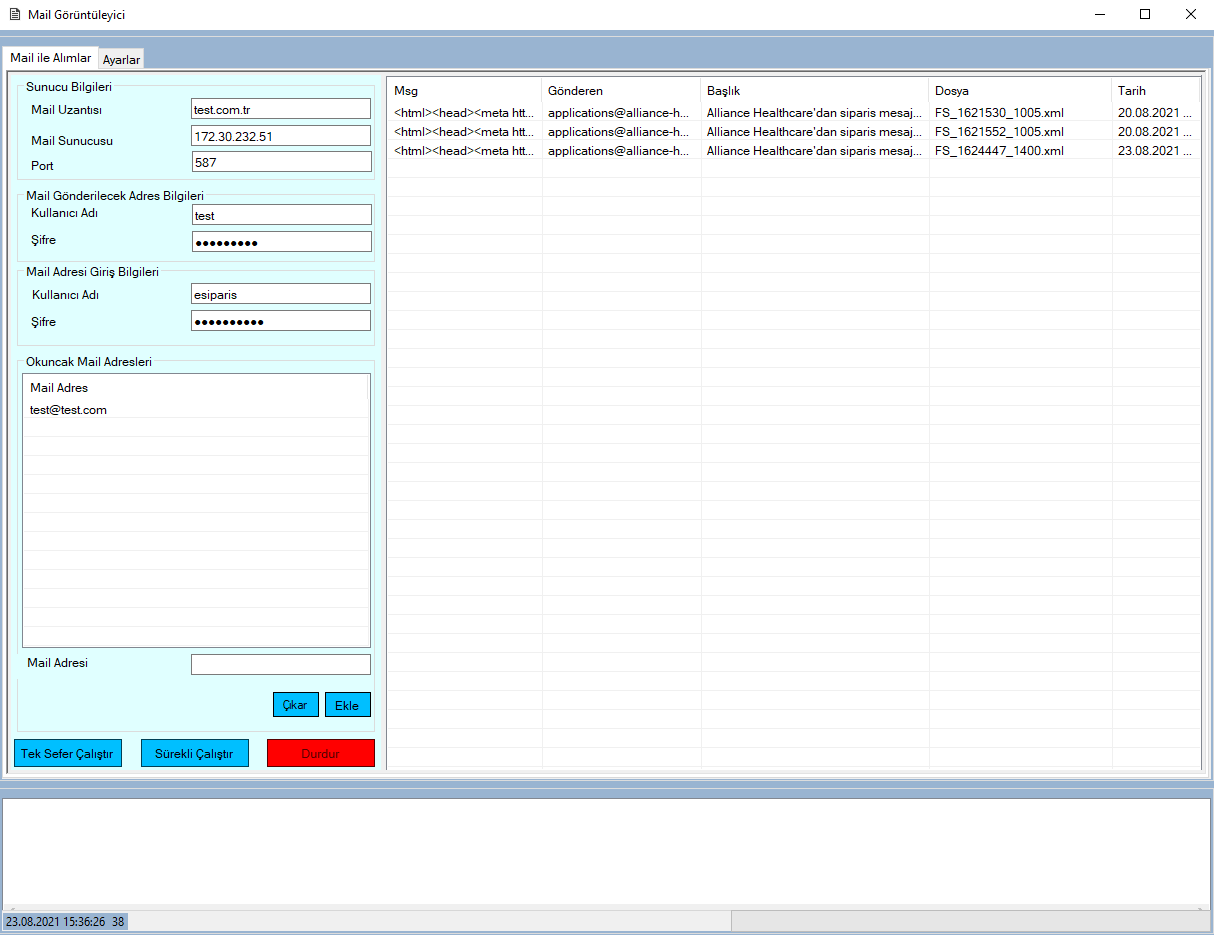 Mail Görüntüleyici
Mail ile Alımlar Ayarlar
Sunucu Bilgileri
Mail Uzantısı test.com.tr
Mail Sunucusu 172.30.232.51
Port 587
Mail Gönderilecek Adres Bilgileri
Kullanıcı Adı test
Şifre ●●●●●●●●●
Mail Adresi Giriş Bilgileri
Kullanıcı Adı esiparis
Şifre ●●●●●●●●●●
Okuncak Mail Adresleri
Mail Adres
test@test.com
Mail Adresi
Çıkar Ekle
Tek Sefer Çalıştır Sürekli Çalıştır Durdur
Msg Gönderen Başlık Dosya Tarih
<html><head><meta htt... applications@alliance-h... Alliance Healthcare'dan siparis mesaj... FS_1621530_1005.xml 20.08.2021 ...
<html><head><meta htt... applications@alliance-h... Alliance Healthcare'dan siparis mesaj... FS_1621552_1005.xml 20.08.2021 ...
<html><head><meta htt... applications@alliance-h... Alliance Healthcare'dan siparis mesaj... FS_1624447_1400.xml 23.08.2021 ...
23.08.2021 15:36:26 38